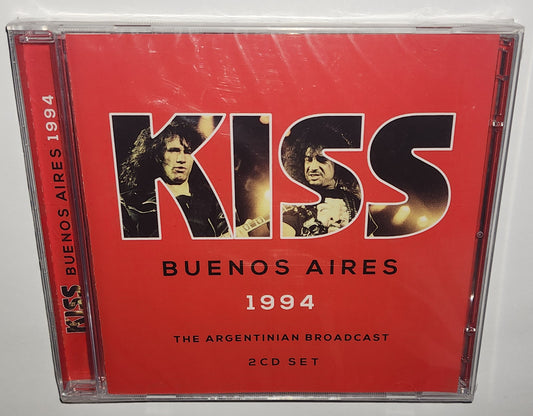 KISS BUENOS AIRES 1994
KISS
BUENOS AIRES
1994
THE ARGENTINIAN BROADCAST
2CD SET